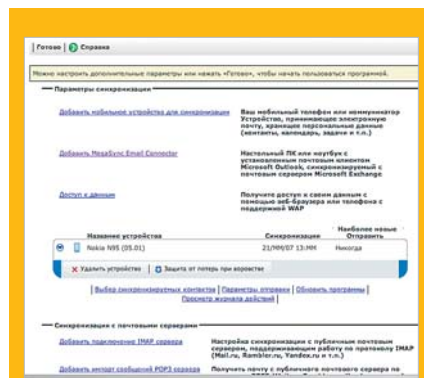 Готово | Справка
Можно настроить дополнительные параметры или нажать «Готово», чтобы начать пользоваться программой.
Параметры синхронизации
Добавить мобильное устройство для синхронизации
Ваш мобильный телефон или коммуникатор
Устройство, принимающее электронную
почту, хранящее персональные данные
(контакты, календарь, задачи и т.п.)
Добавить MegaSync Email Connector
Настольный ПК или ноутбук с
установленным почтовым клиентом
Microsoft Outlook, синхронизируемый с
почтовым сервером Microsoft Exchange
Доступ к данным
Получите доступ к своим данным с
помощью веб-браузера или телефона с
поддержкой WAP
Название устройства Синхронизации Наиболее новые Отправить
Nokia N95 (05.01) 23/MM/07 13:MM Никогда
Удалить устройство | Защита от потерь при воровстве
| Выбор синхронизируемых контактов | Параметры отправки | Обновить программы |
Просмотр журнала действий |
Синхронизация с почтовыми серверами
Добавить подключение IMAP сервера
Настройка синхронизации с публичным почтовым
сервером, поддерживающим работу по протоколу IMAP
(Mail.ru, Rambler.ru, Yandex.ru и т.п.)
Добавить импорт сообщений POP3 сервера
Получить почту с публичного почтового сервера по